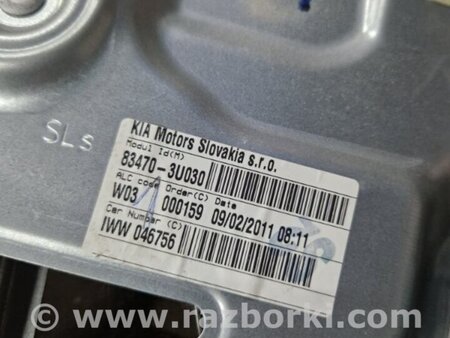 SLs
KIA Motors Slovakia s.r.o.
Modul Id(M)
83470-3U030
ALC code Order(C) Date
W03 000159 09/02/2011 08:11
Car Number (C)
IWW 046756
www.razborki.com